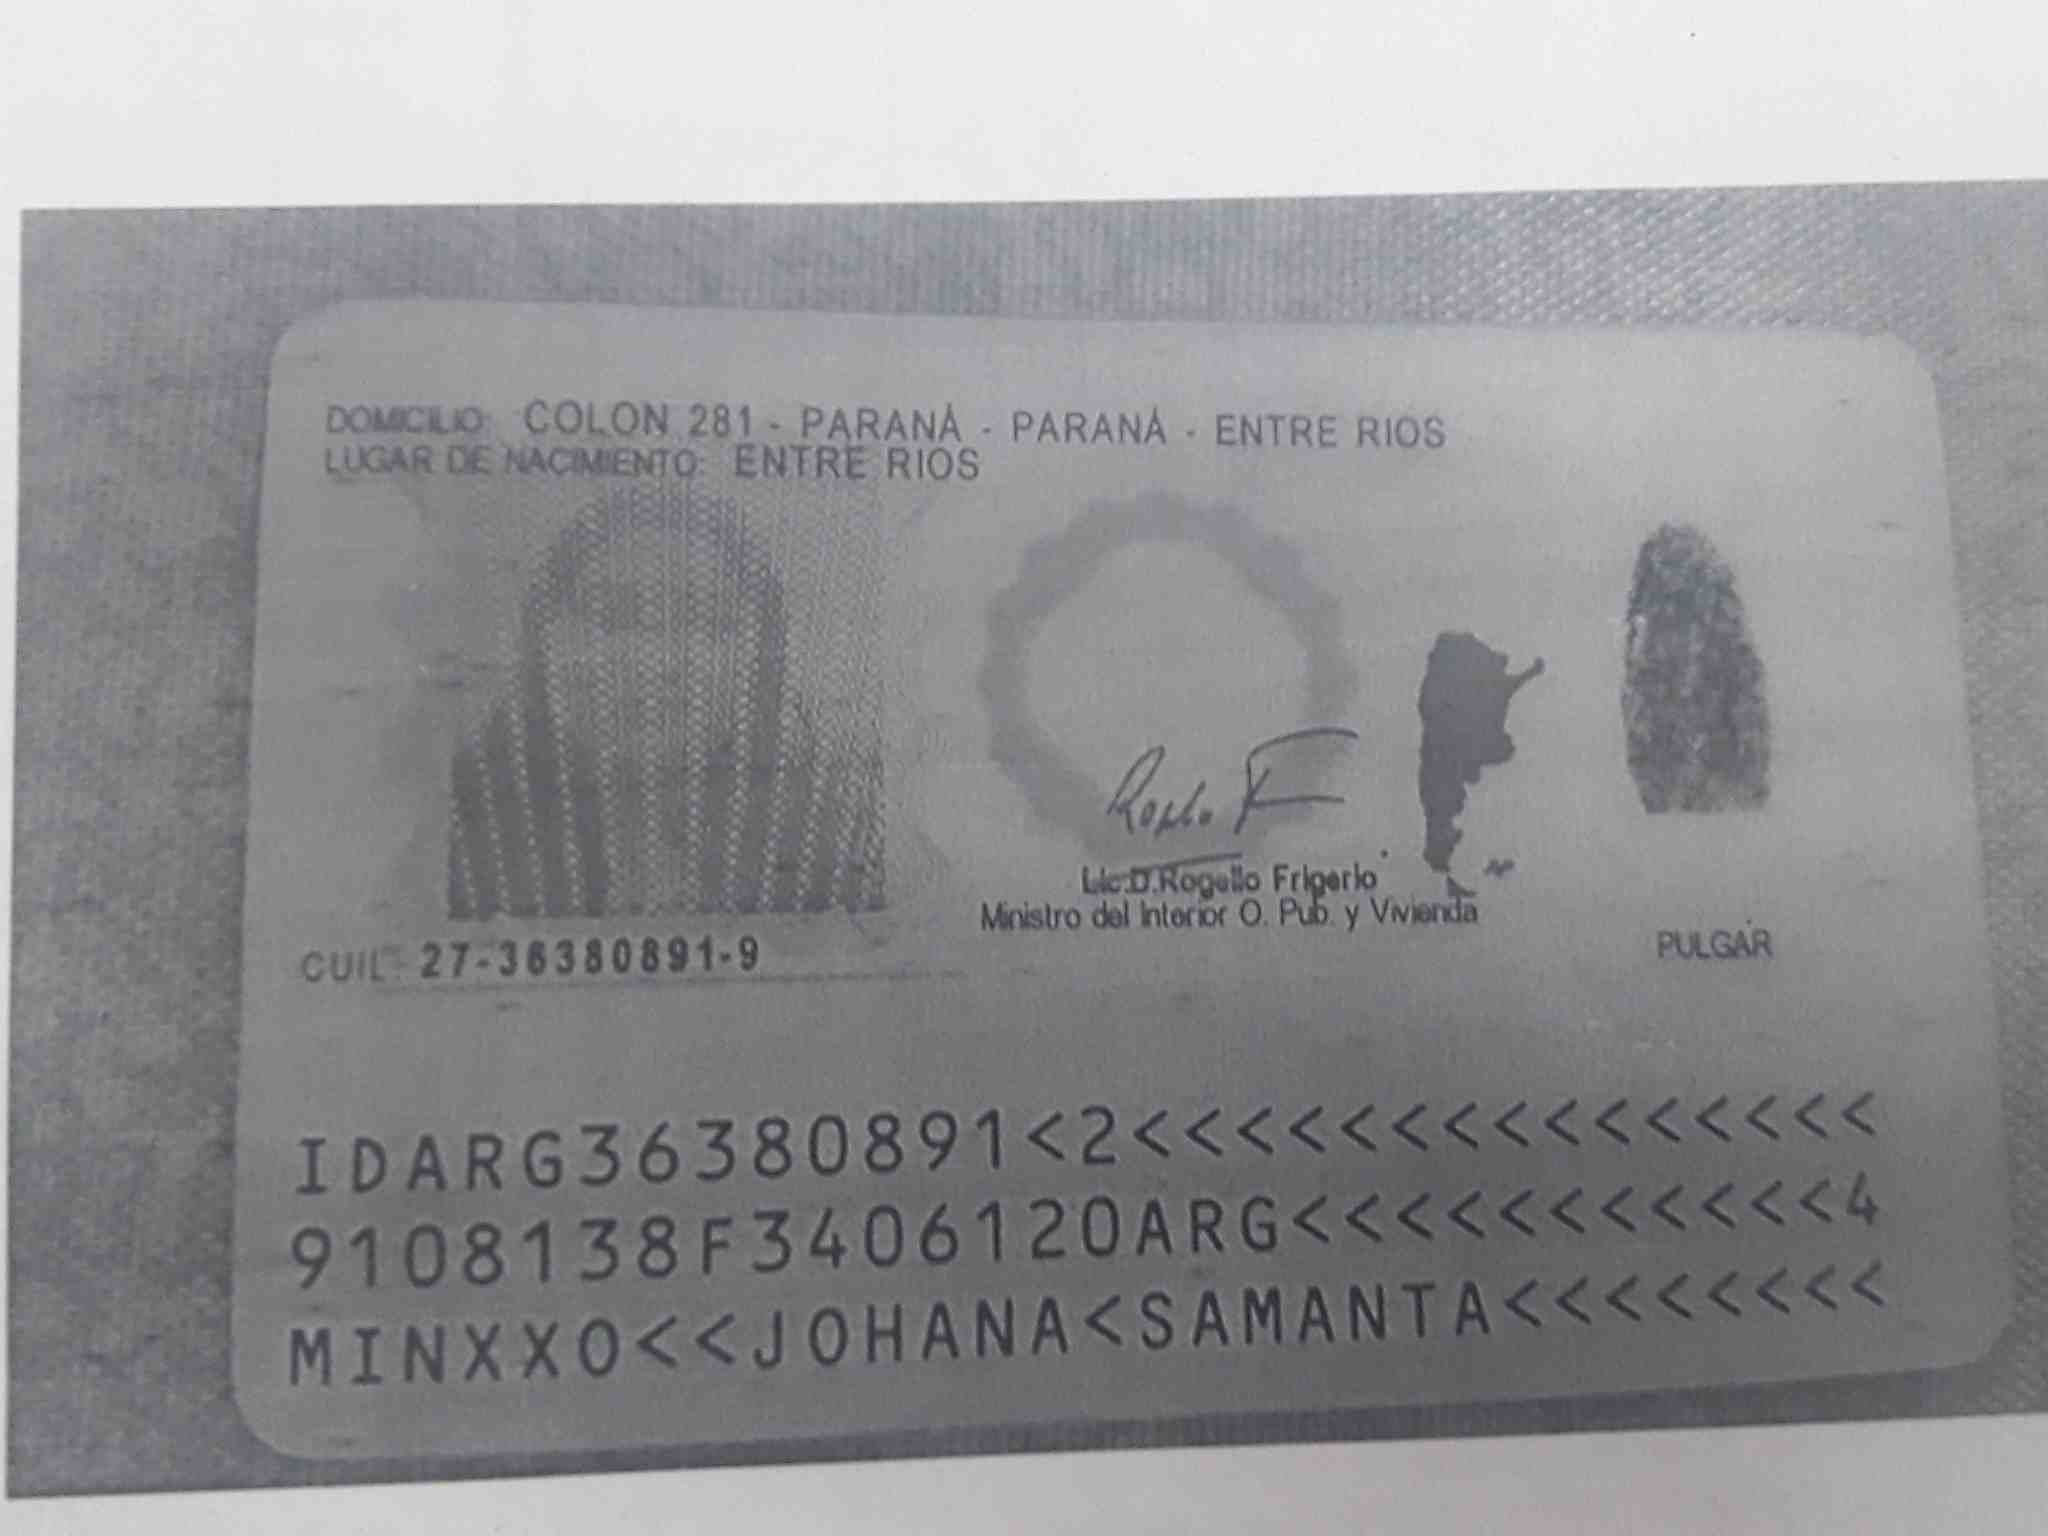 DOMICILIO: COLON 281 - PARANÁ - PARANÁ - ENTRE RIOS
LUGAR DE NACIMIENTO: ENTRE RIOS
Lic.D.Rogelio Frigerio
Ministro del Interior O. Pub. y Vivienda
PULGAR
CUIL: 27-36380891-9
IDARG36380891<2<<<<<<<<<<<<<<<
9108138F3406120ARG<<<<<<<<<<<4
MINXXO<<JOHANA<SAMANTA<<<<<<<<